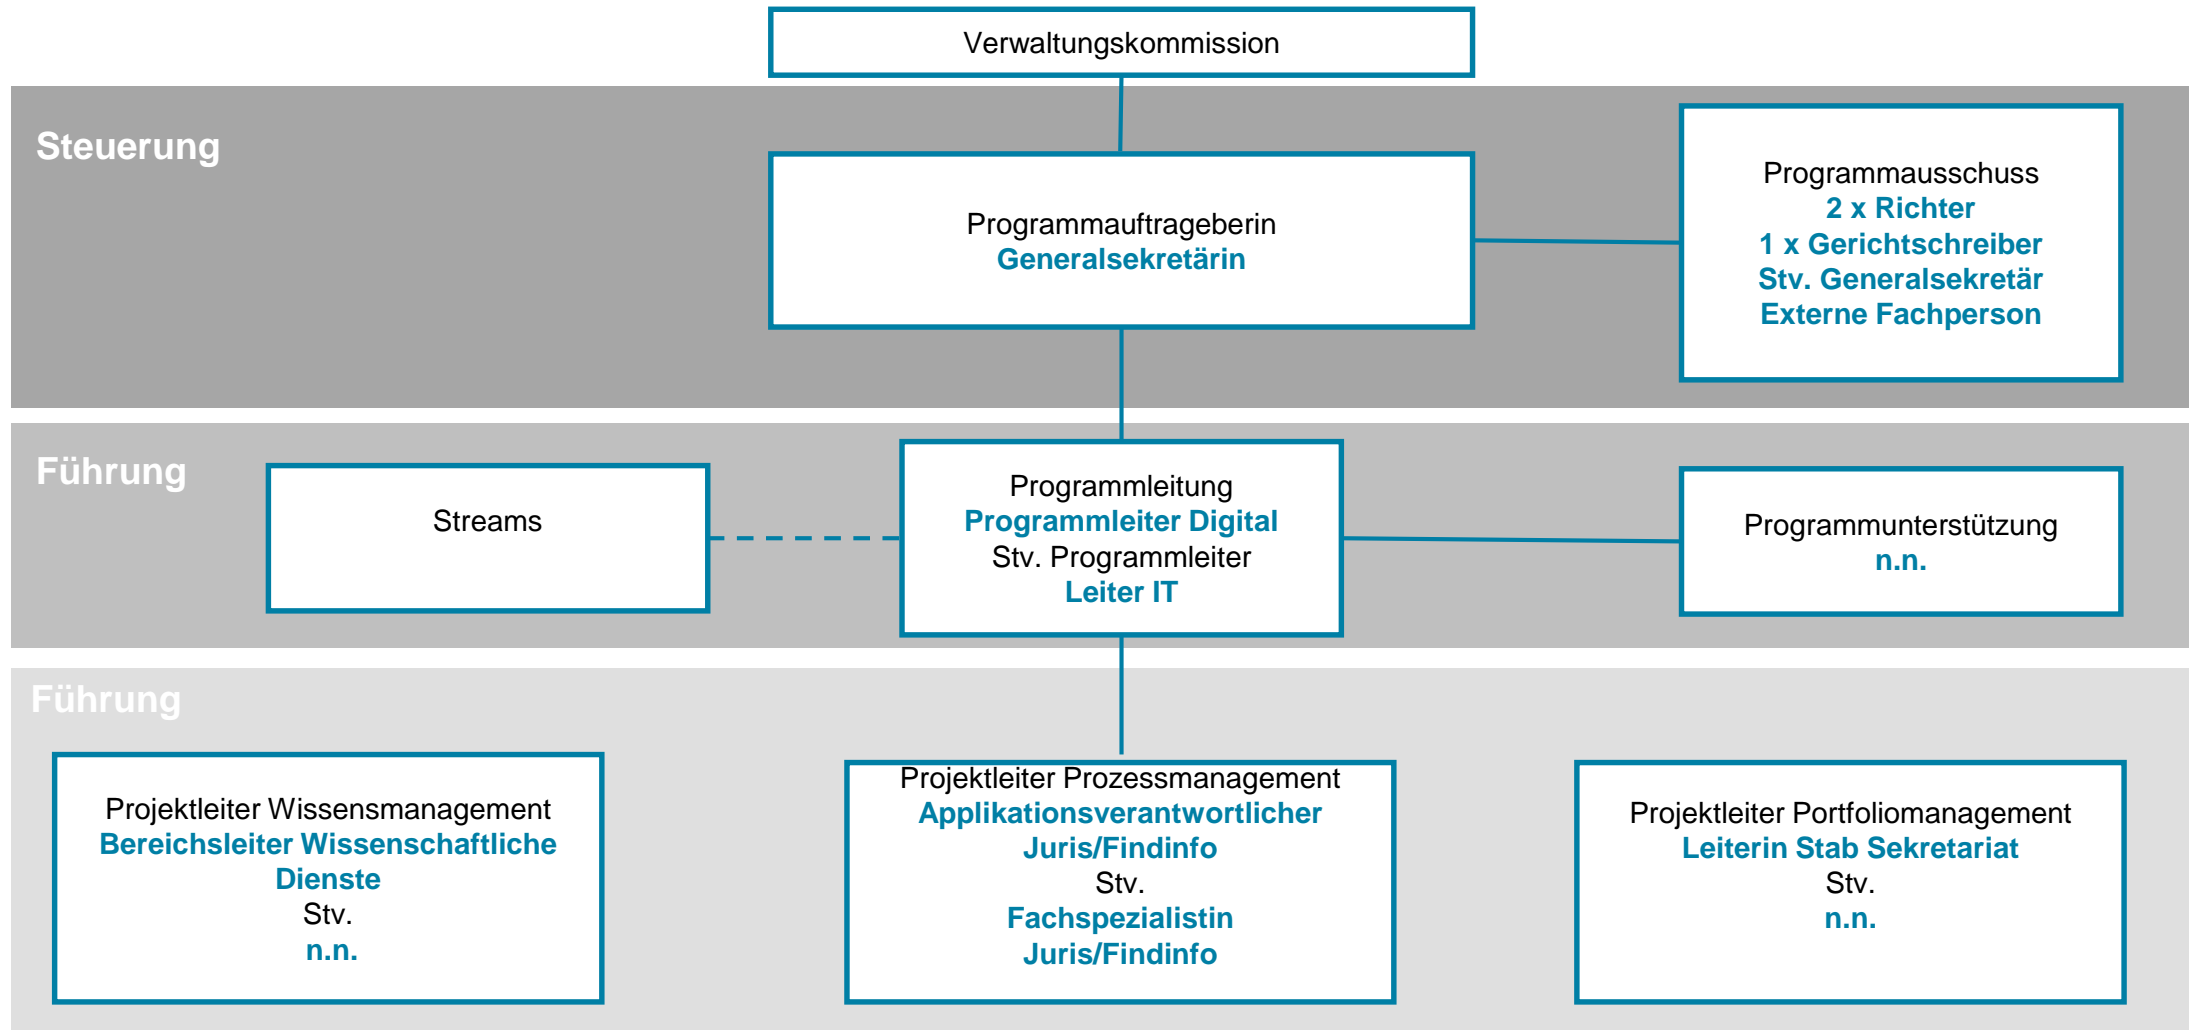 Verwaltungskommission
Steuerung
Programmauftrageberin
Generalsekretärin
Programmausschuss
2 x Richter
1 x Gerichtschreiber
Stv. Generalsekretär
Externe Fachperson
Führung
Streams
Programmleitung
Programmleiter Digital
Stv. Programmleiter
Leiter IT
Programmunterstützung
n.n.
Führung
Projektleiter Wissensmanagement
Bereichsleiter Wissenschaftliche
Dienste
Stv.
n.n.
Projektleiter Prozessmanagement
Applikationsverantwortlicher
Juris/Findinfo
Stv.
Fachspezialistin
Juris/Findinfo
Projektleiter Portfoliomanagement
Leiterin Stab Sekretariat
Stv.
n.n.